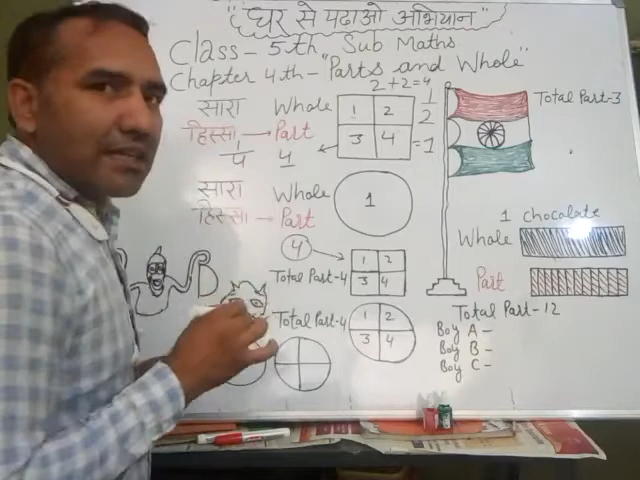 "घर से पढाओ अभियान"
Class - 5th Sub Maths
Chapter 4th - "Parts and Whole"
2+2=4
सारा Whole
हिस्सा → Part
4
1 2
3 4
1
2
=1
Total Part-3
सारा Whole
हिस्सा - Part
1
4
Total Part-4
1 2
3 4
Total Part-4
1 2
3 4
1 chocolate
Whole
Part
Total Part-12
Boy A -
Boy B -
Boy C -